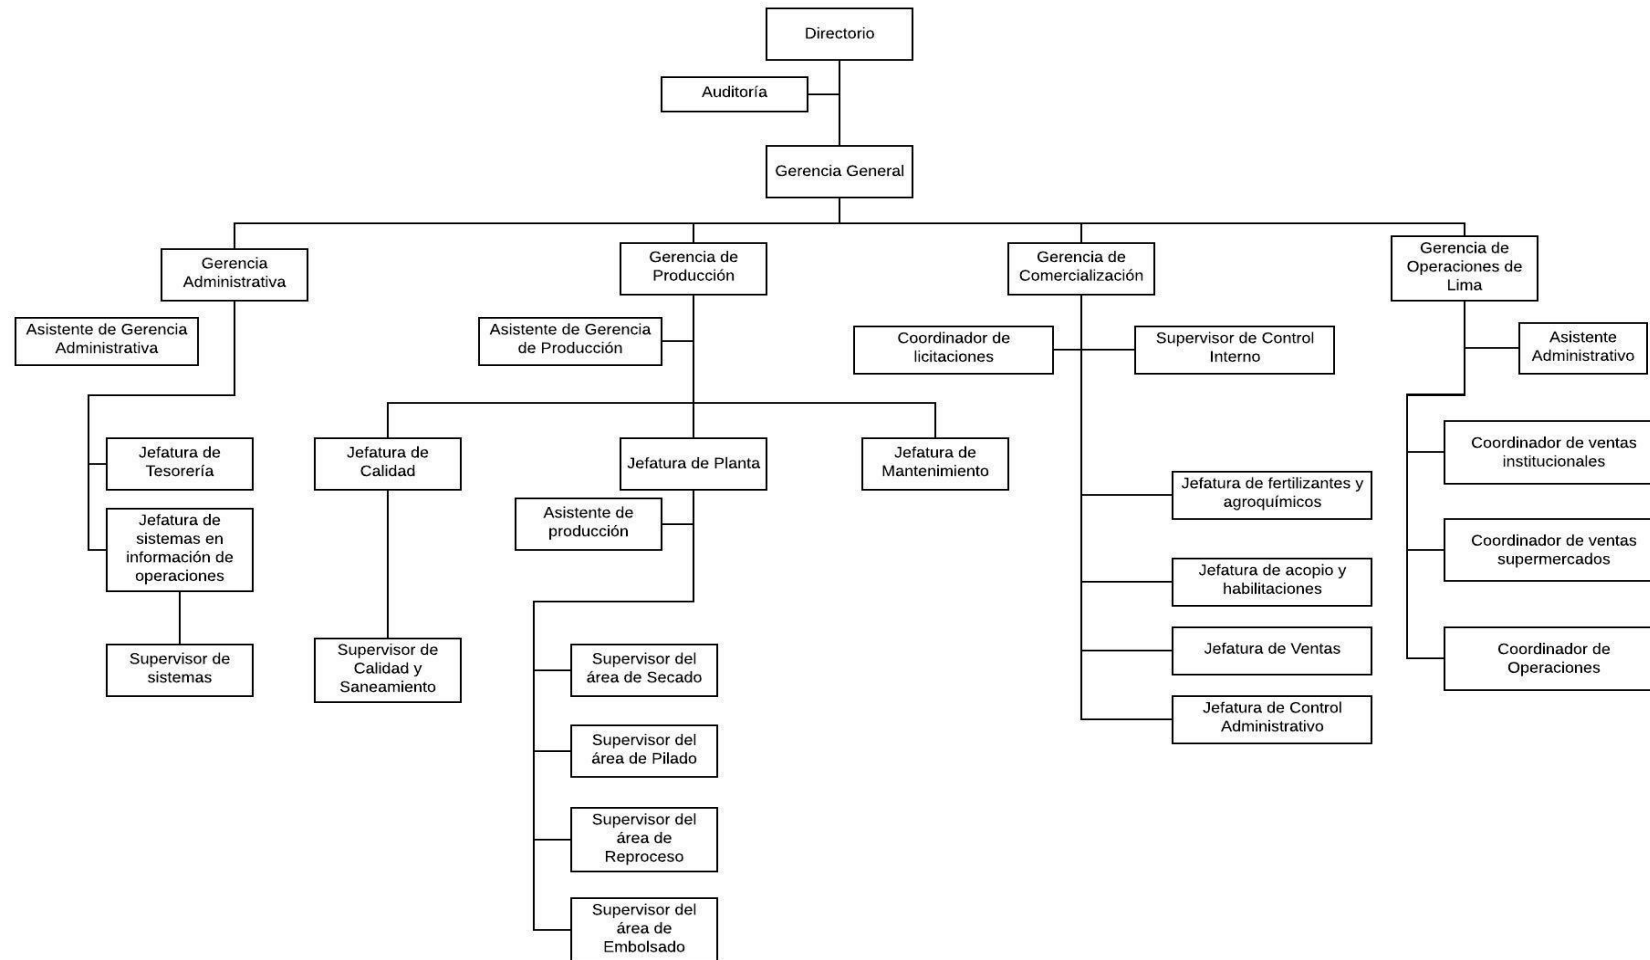 Directorio
Auditoría
Gerencia General
Gerencia
Administrativa
Gerencia de
Producción
Gerencia de
Comercialización
Gerencia de
Operaciones de
Lima
Asistente de Gerencia
Administrativa
Asistente de Gerencia
de Producción
Coordinador de
licitaciones
Supervisor de Control
Interno
Asistente
Administrativo
Jefatura de
Tesorería
Jefatura de
Calidad
Jefatura de Planta
Jefatura de
Mantenimiento
Jefatura de fertilizantes y
agroquímicos
Coordinador de ventas
institucionales
Jefatura de
sistemas en
información de
operaciones
Asistente de
producción
Jefatura de acopio y
habilitaciones
Coordinador de ventas
supermercados
Supervisor de
sistemas
Supervisor de
Calidad y
Saneamiento
Supervisor del
área de Secado
Jefatura de Ventas
Coordinador de
Operaciones
Supervisor del
área de Pilado
Jefatura de Control
Administrativo
Supervisor del
área de
Reproceso
Supervisor del
área de
Embolsado